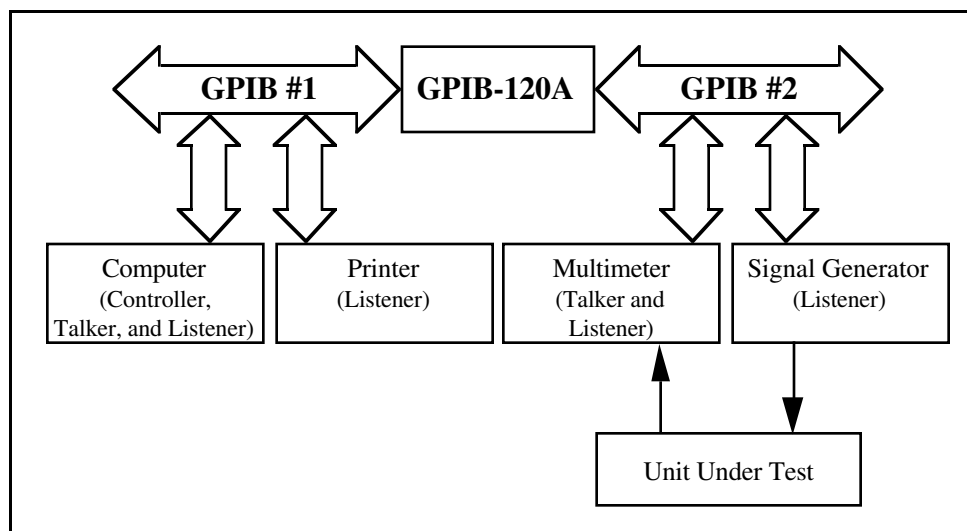 GPIB #1
GPIB-120A
GPIB #2
Computer
(Controller,
Talker, and Listener)
Printer
(Listener)
Multimeter
(Talker and
Listener)
Signal Generator
(Listener)
Unit Under Test